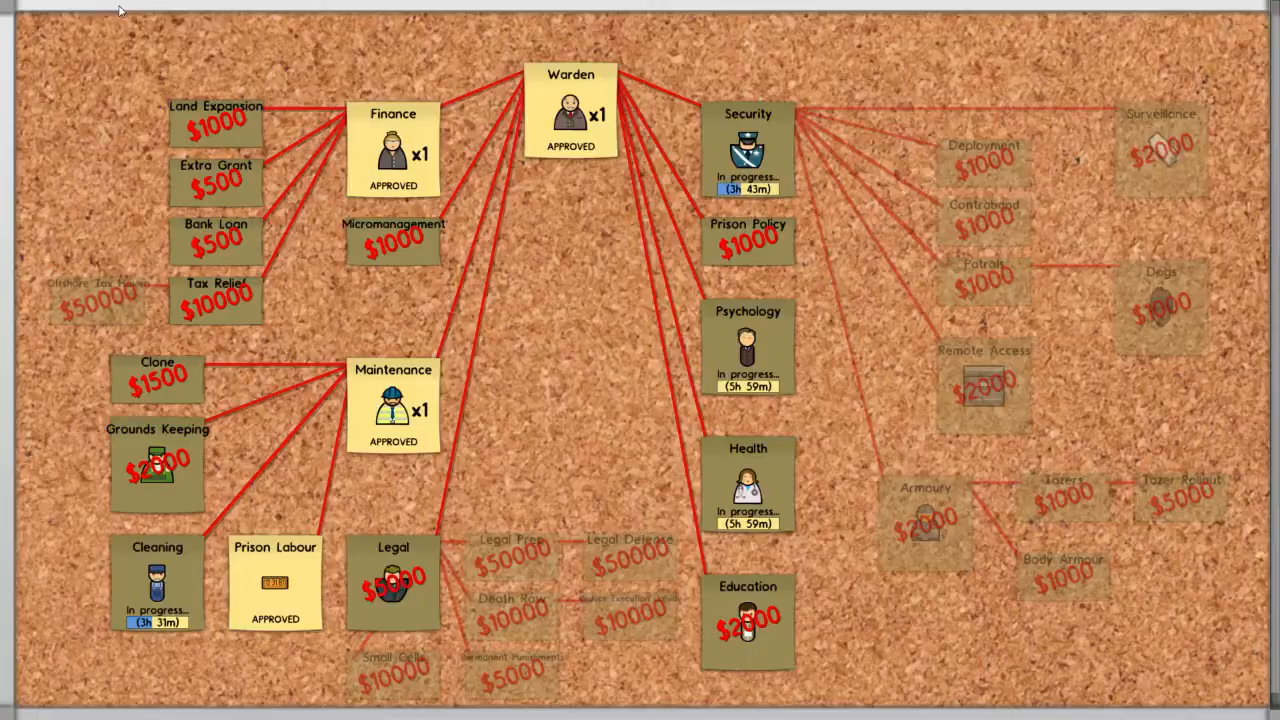 Warden
x1
APPROVED
Land Expansion
$1000
Extra Grant
$500
Bank Loan
$500
Tax Relief
$10000
Offshore Tax Haven
$50000
Finance
x1
APPROVED
Micromanagement
$1000
Clone
$1500
Grounds Keeping
$2000
Maintenance
x1
APPROVED
Cleaning
In progress...
(3h 31m)
Prison Labour
APPROVED
Legal
$5000
Legal Prep
$50000
Legal Defense
$50000
Death Row
$10000
$10000
Small Cells
$10000
Permanent Punishments
$5000
Security
In progress...
(3h 43m)
Prison Policy
$1000
Psychology
In progress...
(5h 59m)
Health
In progress...
(5h 59m)
Education
$2000
Deployment
$1000
Contraband
$1000
Patrols
$1000
Remote Access
$2000
Surveillance
$2000
Dogs
$1000
Armoury
$2000
Tazers
$1000
Tazer Rollout
$5000
Body Armour
$1000